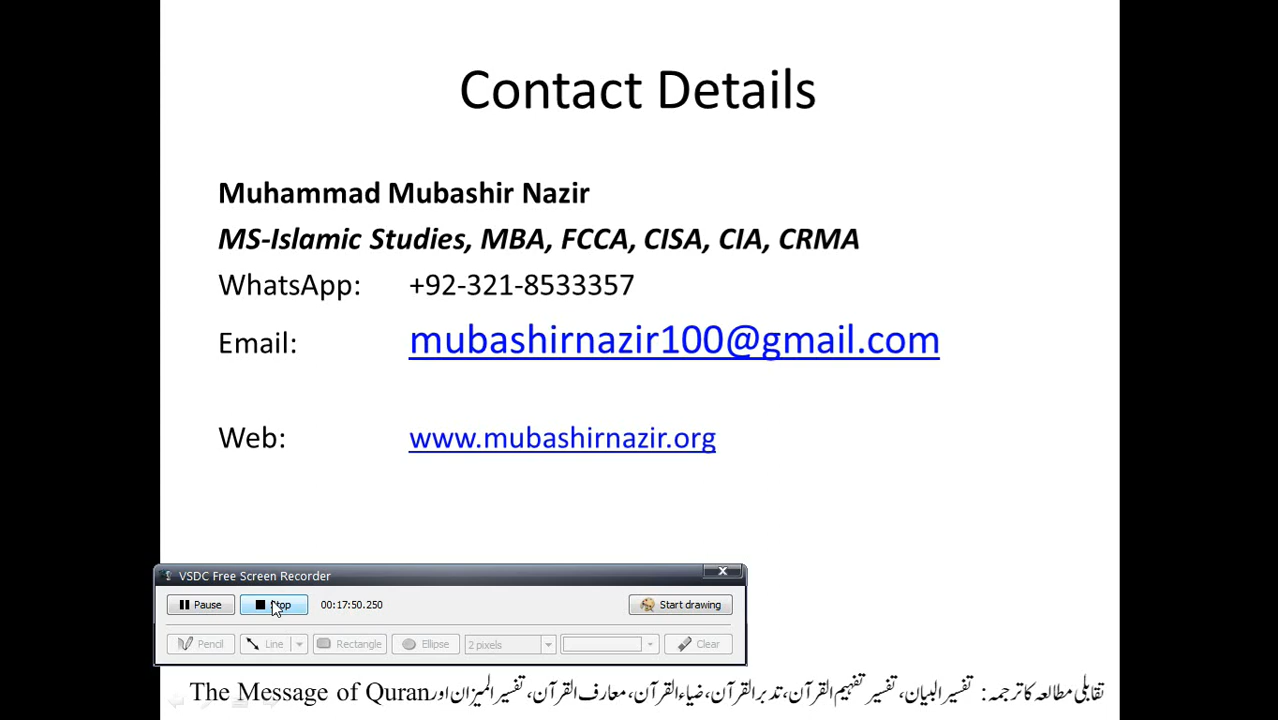 Contact Details
Muhammad Mubashir Nazir
MS-Islamic Studies, MBA, FCCA, CISA, CIA, CRMA
WhatsApp: +92-321-8533357
Email: mubashirnazir100@gmail.com
Web: www.mubashirnazir.org
VSDC Free Screen Recorder
Pause Stop 00:17:50.250 Start drawing
Pencil Line Rectangle Ellipse 2 pixels Clear
تقابلی مطالعہ کا ترجمہ: تفسیر البیان، تفسیر تفہیم القرآن، تدبر القرآن، ضیاء القرآن، معارف القرآن، تفسیر المیزان اور The Message of Quran